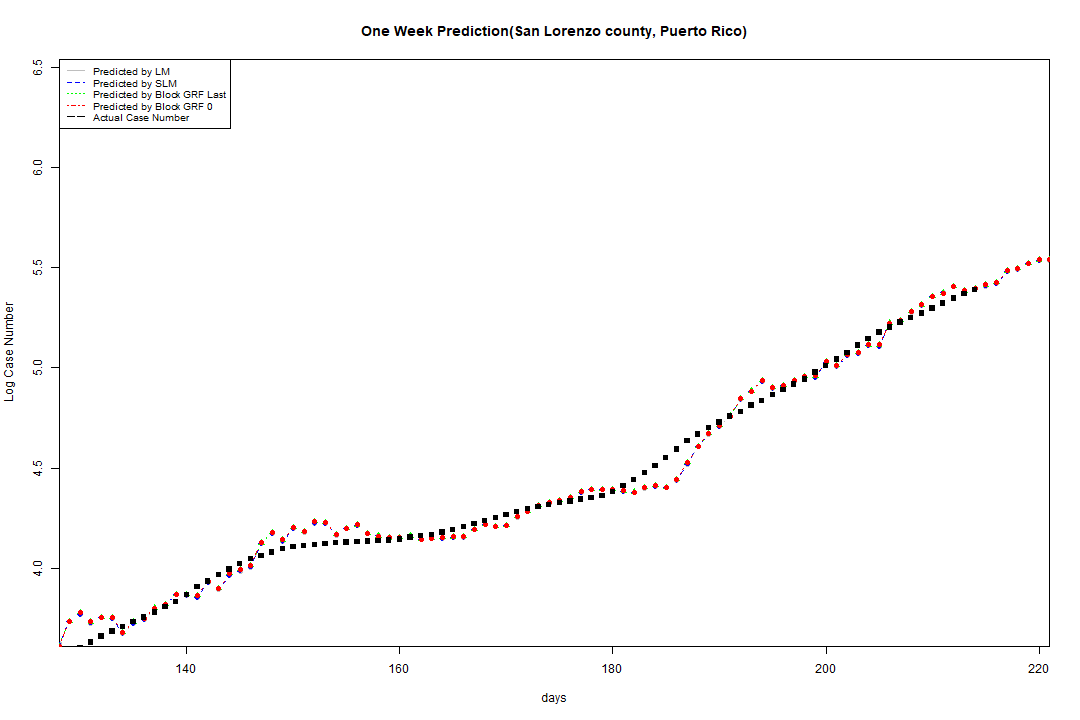 One Week Prediction(San Lorenzo county, Puerto Rico)
Predicted by LM
Predicted by SLM
Predicted by Block GRF Last
Predicted by Block GRF 0
Actual Case Number
6.5
6.0
5.5
5.0
4.5
4.0
Log Case Number
140 160 180 200 220
days